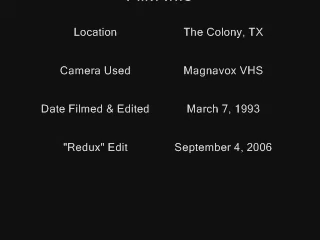 Location The Colony, TX
Camera Used Magnavox VHS
Date Filmed & Edited March 7, 1993
"Redux" Edit September 4, 2006